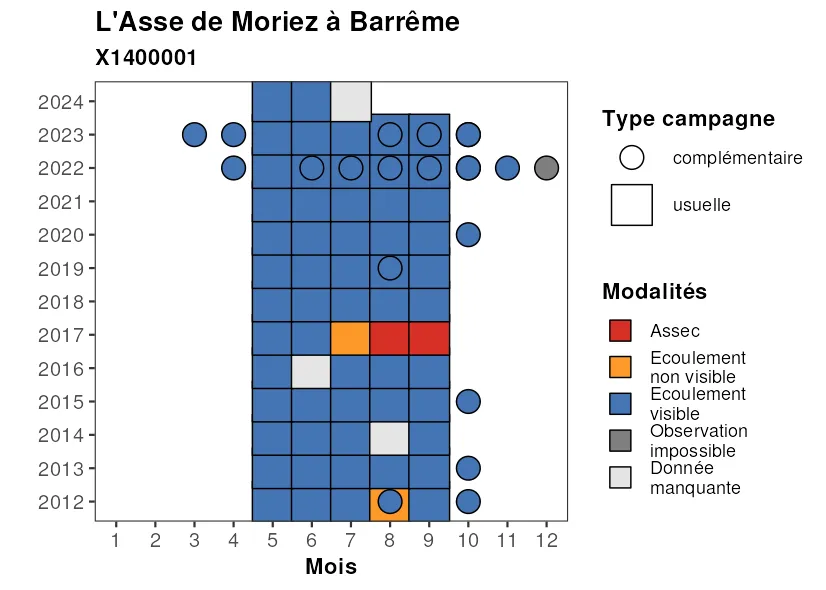 L'Asse de Moriez à Barrême
X1400001
2024
2023
2022
2021
2020
2019
2018
2017
2016
2015
2014
2013
2012
1 2 3 4 5 6 7 8 9 10 11 12
Mois
Type campagne
complémentaire
usuelle
Modalités
Assec
Ecoulement
non visible
Ecoulement
visible
Observation
impossible
Donnée
manquante